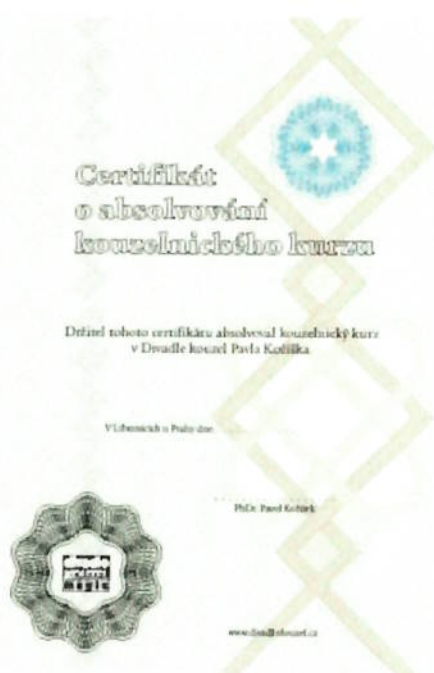 Certifikát
o absolvování
kouzelnického kurzu
Držitel tohoto certifikátu absolvoval kouzelnický kurz
v Divadle kouzel Pavla Kožíška
V Líbeznicích u Prahy dne
PhDr. Pavel Kožíšek
magic
www.divadlokouzel.cz